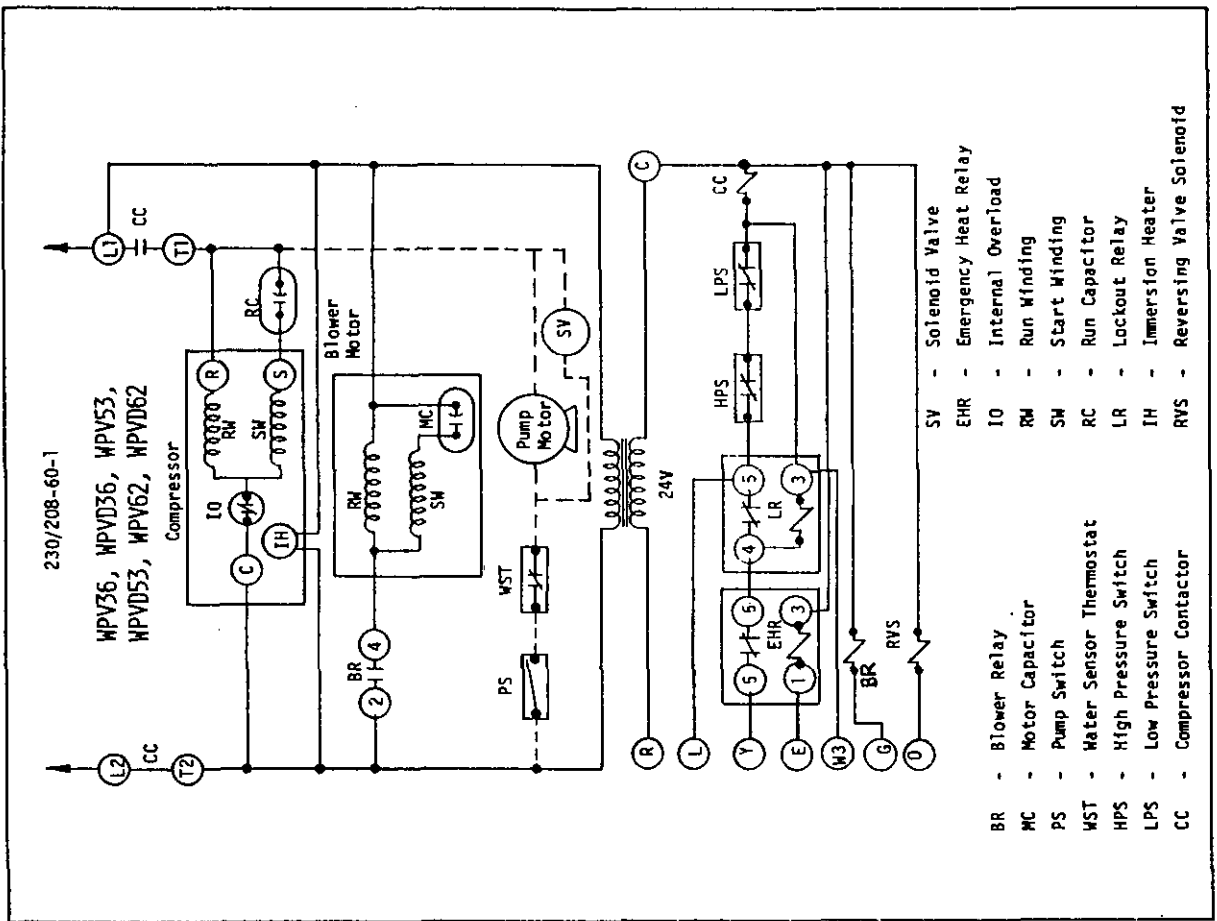 230/208-60-1
WPV36, WPVD36, WPV53,
WPVD53, WPV62, WPVD62
L2
L1
CC
CC
T2
T1
Compressor
C
IO
RW
R
SW
S
RC
IH
Blower
Motor
BR
2
4
RW
SW
MC
PS
WST
Pump
Motor
SV
24V
R
C
L
Y
5
6
4
5
HPS
LPS
CC
E
1
EHR
3
LR
3
W3
G
BR
O
RVS
BR - Blower Relay
MC - Motor Capacitor
PS - Pump Switch
WST - Water Sensor Thermostat
HPS - High Pressure Switch
LPS - Low Pressure Switch
CC - Compressor Contactor
SV - Solenoid Valve
EHR - Emergency Heat Relay
IO - Internal Overload
RW - Run Winding
SW - Start Winding
RC - Run Capacitor
LR - Lockout Relay
IH - Immersion Heater
RVS - Reversing Valve Solenoid